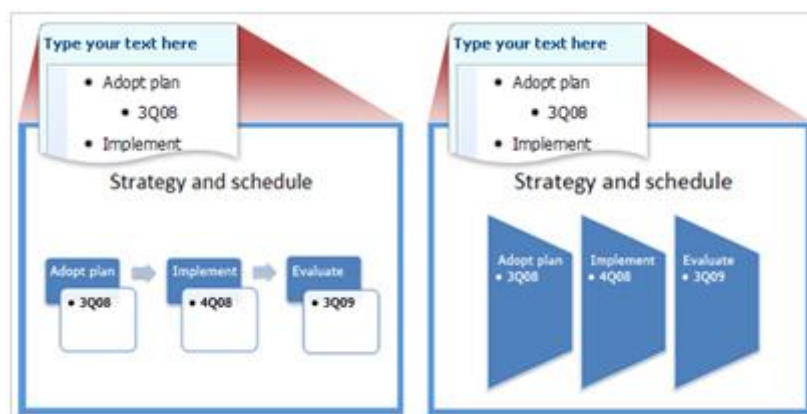 Type your text here
• Adopt plan
• 3Q08
• Implement
Strategy and schedule
Adopt plan
• 3Q08
Implement
• 4Q08
Evaluate
• 3Q09
Type your text here
• Adopt plan
• 3Q08
• Implement
Strategy and schedule
Adopt plan
• 3Q08
Implement
• 4Q08
Evaluate
• 3Q09